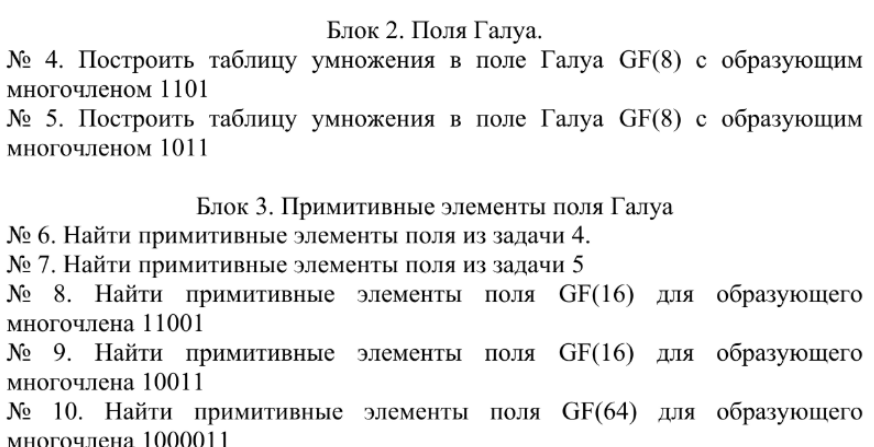 Блок 2. Поля Галуа.
№ 4. Построить таблицу умножения в поле Галуа GF(8) с образующим
многочленом 1101
№ 5. Построить таблицу умножения в поле Галуа GF(8) с образующим
многочленом 1011
Блок 3. Примитивные элементы поля Галуа
№ 6. Найти примитивные элементы поля из задачи 4.
№ 7. Найти примитивные элементы поля из задачи 5
№ 8. Найти примитивные элементы поля GF(16) для образующего
многочлена 11001
№ 9. Найти примитивные элементы поля GF(16) для образующего
многочлена 10011
№ 10. Найти примитивные элементы поля GF(64) для образующего
многочлена 1000011